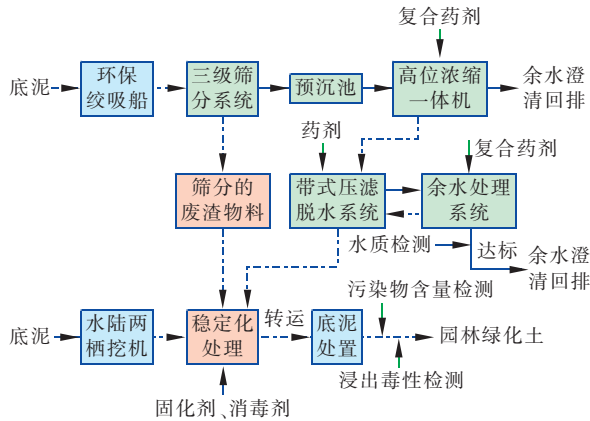 复合药剂
底泥
环保
绞吸船
三级筛
分系统
预沉池
高位浓缩
一体机
余水澄
清回排
药剂
复合药剂
筛分的
废渣物料
带式压滤
脱水系统
余水处理
系统
水质检测
达标
余水澄
清回排
污染物含量检测
底泥
水陆两
栖挖机
稳定化
处理
转运
底泥
处置
园林绿化土
浸出毒性检测
固化剂、消毒剂